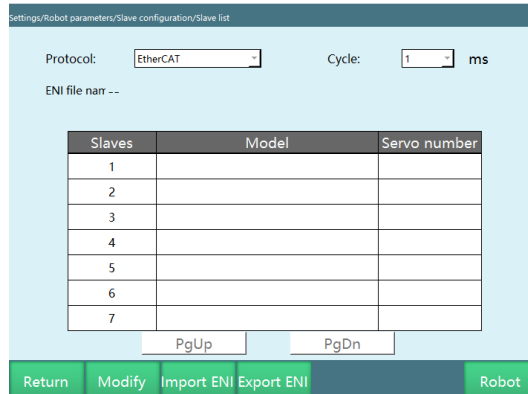 Settings/Robot parameters/Slave configuration/Slave list
Protocol: EtherCAT Cycle: 1 ms
ENI file narr --
Slaves Model Servo number
1
2
3
4
5
6
7
PgUp PgDn
Return Modify Import ENI Export ENI Robot